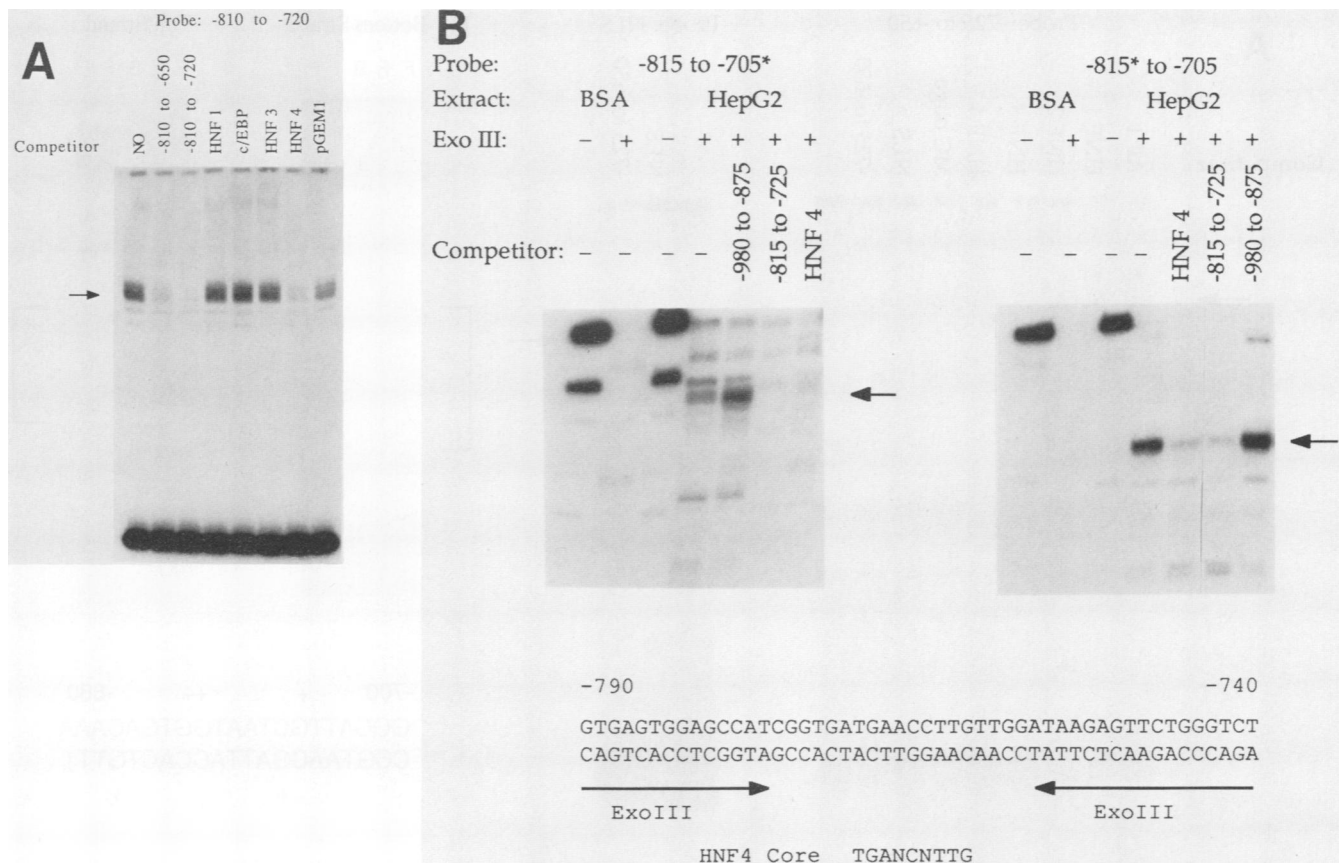 A
Probe: -810 to -720
Competitor
NO
-810 to -650
-810 to -720
HNF 1
c/EBP
HNF 3
HNF 4
pGEM1
B
Probe: -815 to -705* -815* to -705
Extract: BSA HepG2 BSA HepG2
Exo III: - + - + + + + - + - + + + +
Competitor: - - - - -980 to -875 -815 to -725 HNF 4 - - - - HNF 4 -815 to -725 -980 to -875
-790 -740
GTGAGTGGAGCCATCGGTGATGAACCTTGTTGGATAAGAGTTCTGGGTCT
CAGTCACCTCGGTAGCCACTACTTGGAACAACCTATTCTCAAGACCCAGA
ExoIII ExoIII
HNF4 Core TGANCNTTG